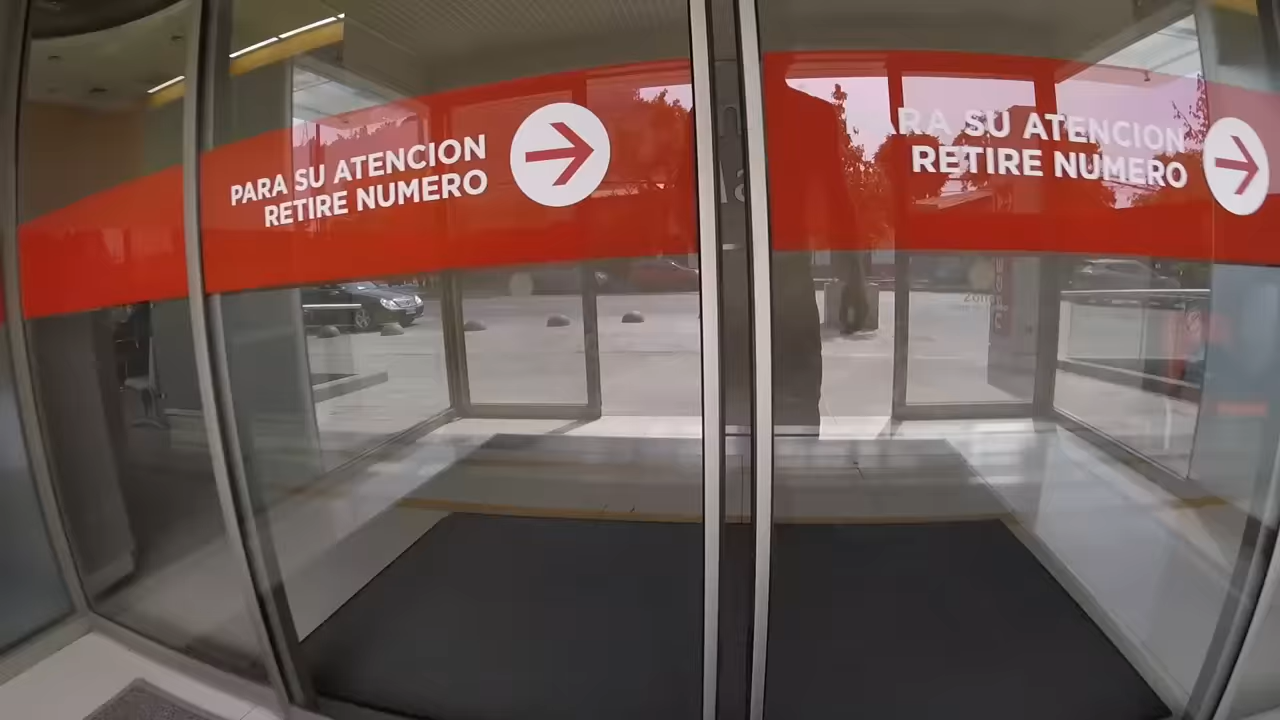 PARA SU ATENCION
RETIRE NUMERO
RA SU ATENCION
RETIRE NUMERO